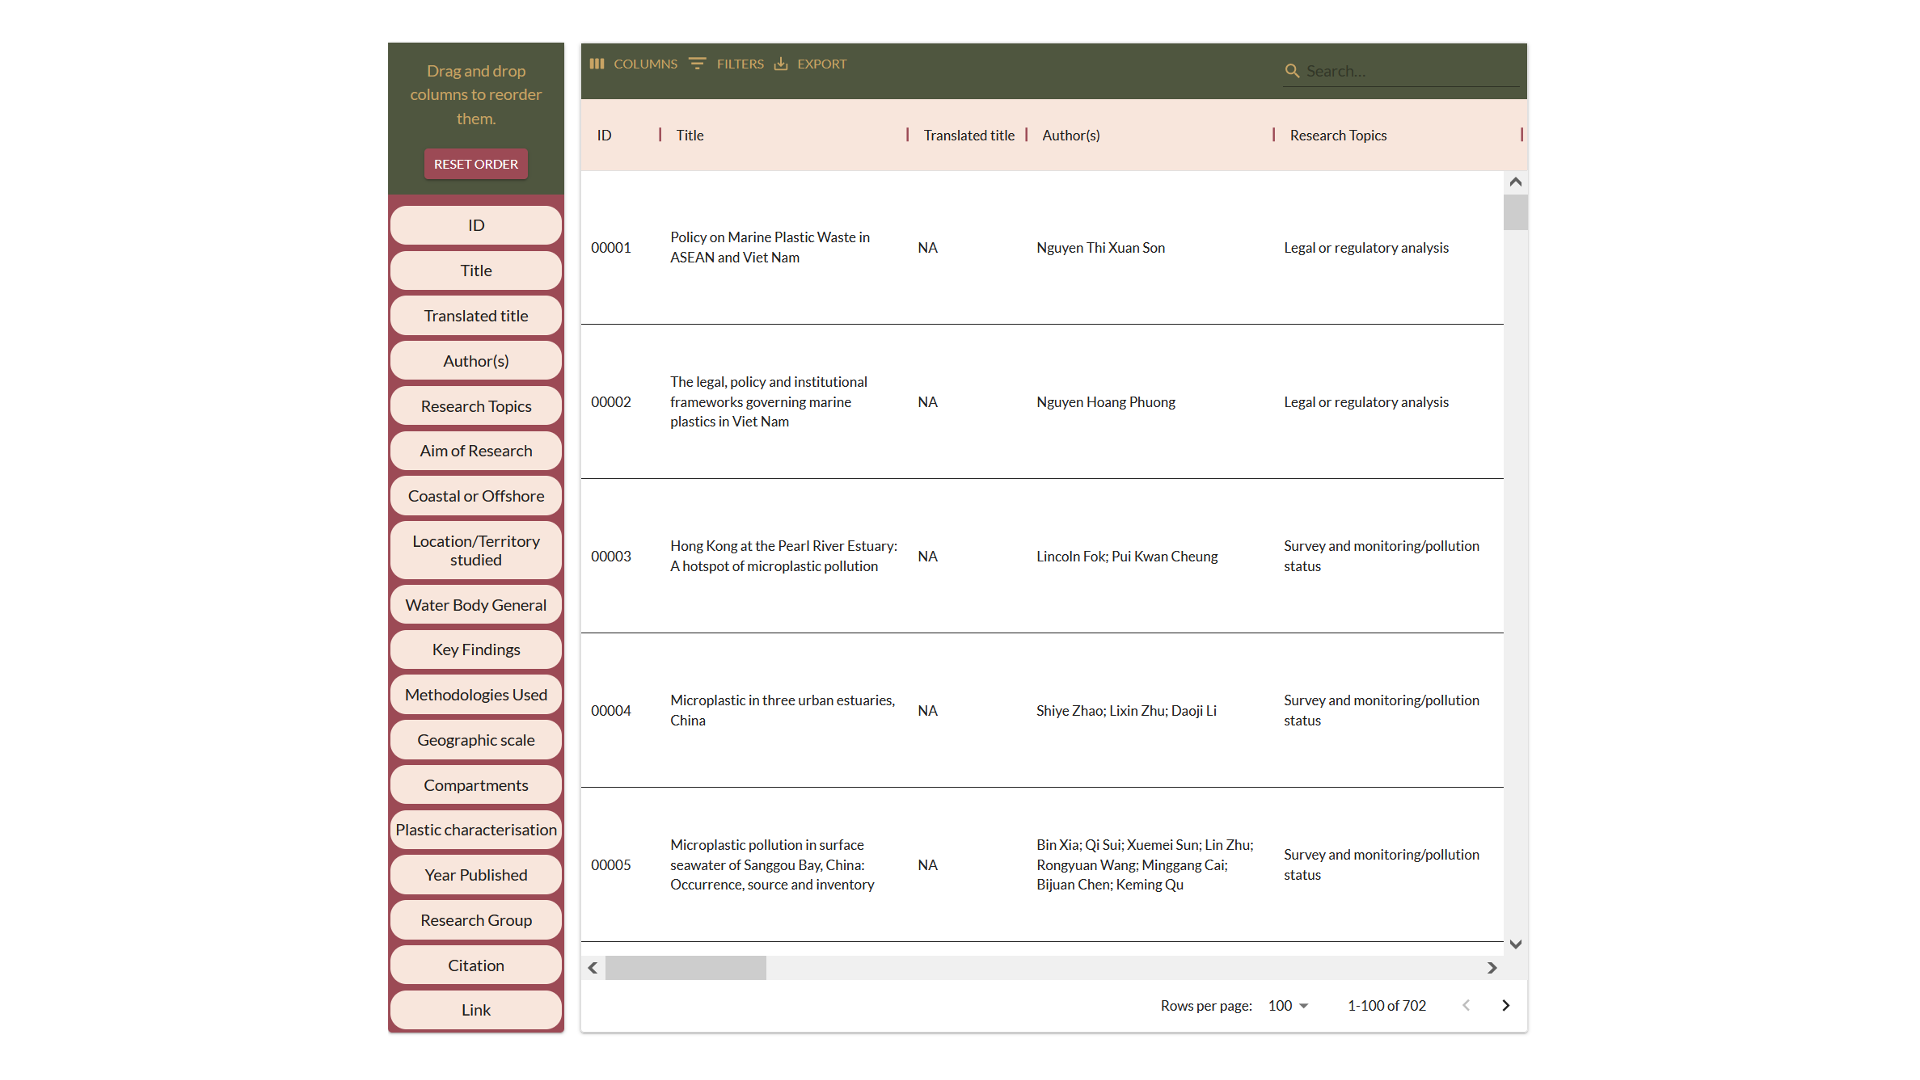 Drag and drop
columns to reorder
them.
RESET ORDER
ID
Title
Translated title
Author(s)
Research Topics
Aim of Research
Coastal or Offshore
Location/Territory
studied
Water Body General
Key Findings
Methodologies Used
Geographic scale
Compartments
Plastic characterisation
Year Published
Research Group
Citation
Link
COLUMNS FILTERS EXPORT
Search...
ID Title Translated title Author(s) Research Topics
00001
Policy on Marine Plastic Waste in
ASEAN and Viet Nam
NA
Nguyen Thi Xuan Son
Legal or regulatory analysis
00002
The legal, policy and institutional
frameworks governing marine
plastics in Viet Nam
NA
Nguyen Hoang Phuong
Legal or regulatory analysis
00003
Hong Kong at the Pearl River Estuary:
A hotspot of microplastic pollution
NA
Lincoln Fok; Pui Kwan Cheung
Survey and monitoring/pollution
status
00004
Microplastic in three urban estuaries,
China
NA
Shiye Zhao; Lixin Zhu; Daoji Li
Survey and monitoring/pollution
status
00005
Microplastic pollution in surface
seawater of Sanggou Bay, China:
Occurrence, source and inventory
NA
Bin Xia; Qi Sui; Xuemei Sun; Lin Zhu;
Rongyuan Wang; Minggang Cai;
Bijuan Chen; Keming Qu
Survey and monitoring/pollution
status
Rows per page: 100 1-100 of 702